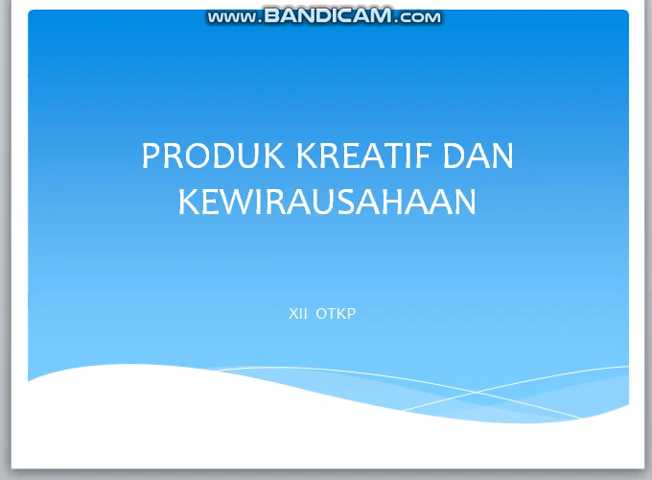 WWW.BANDICAM.COM
PRODUK KREATIF DAN
KEWIRAUSAHAAN
XII OTKP